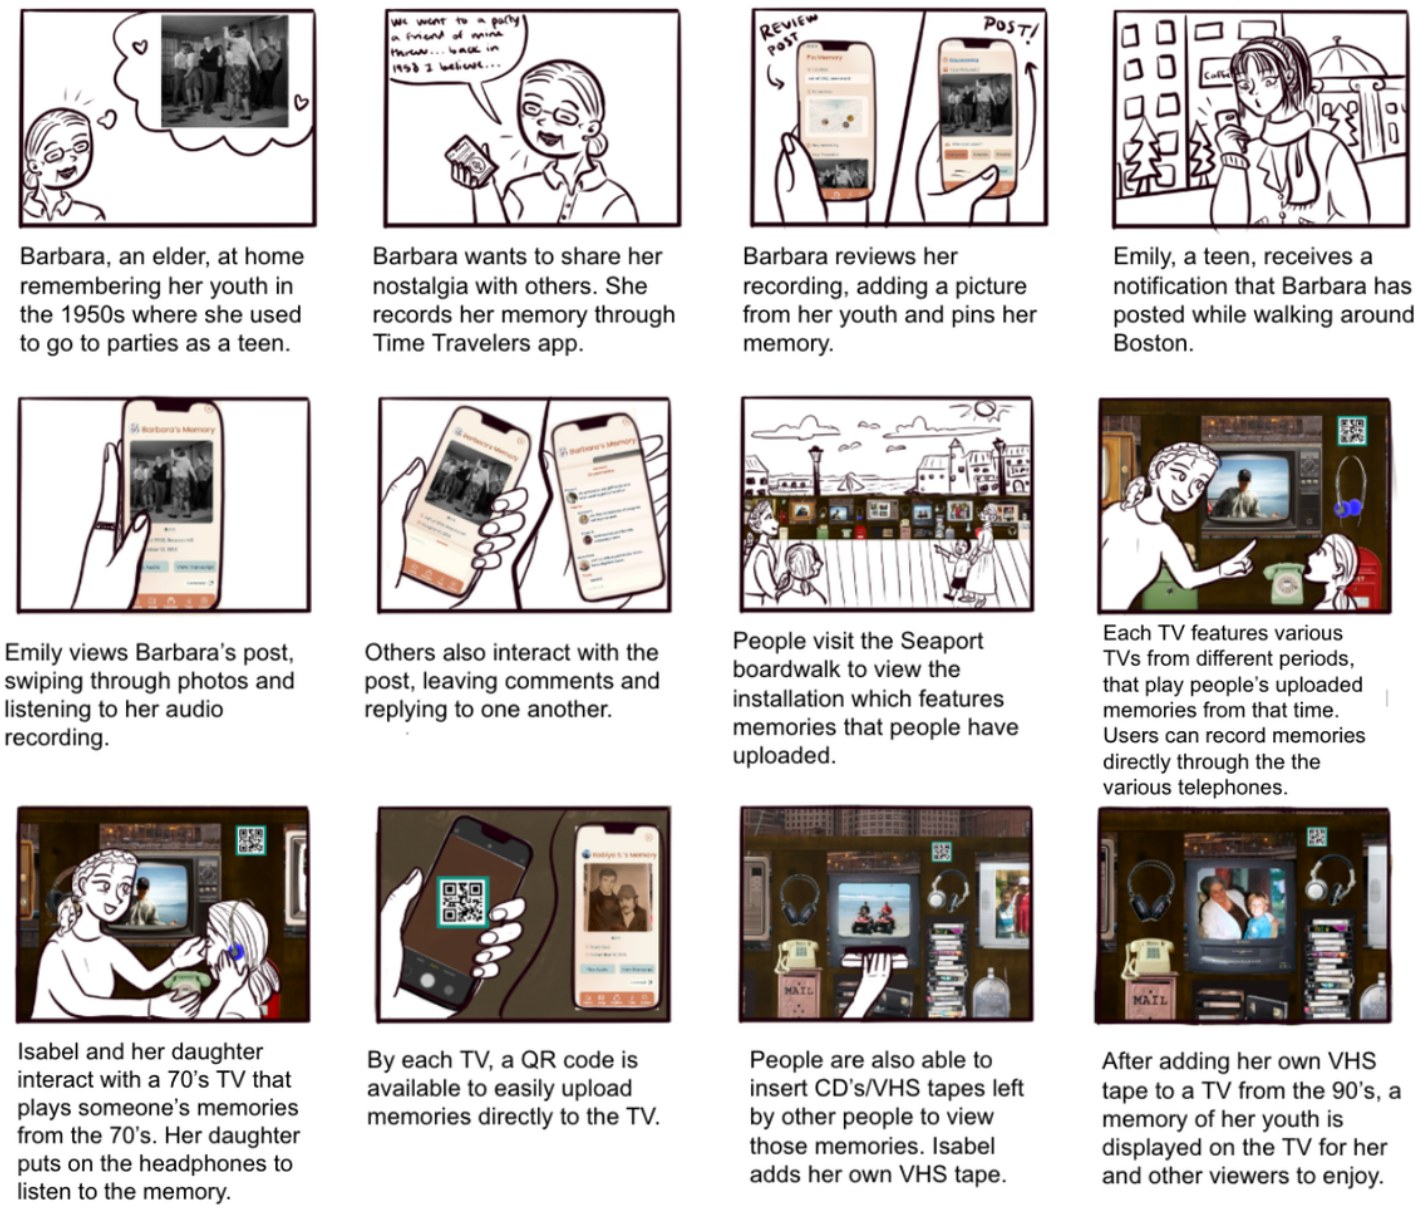 We went to a party
a friend of mine
threw... back in
1958 I believe...
REVIEW
POST
POST!
Caffe
Barbara, an elder, at home
remembering her youth in
the 1950s where she used
to go to parties as a teen.
Barbara wants to share her
nostalgia with others. She
records her memory through
Time Travelers app.
Barbara reviews her
recording, adding a picture
from her youth and pins her
memory.
Emily, a teen, receives a
notification that Barbara has
posted while walking around
Boston.
Barbara's Memory
Barbara's Memory
Barbara's Memory
Emily views Barbara's post,
swiping through photos and
listening to her audio
recording.
Others also interact with the
post, leaving comments and
replying to one another.
People visit the Seaport
boardwalk to view the
installation which features
memories that people have
uploaded.
Each TV features various
TVs from different periods,
that play people's uploaded
memories from that time.
Users can record memories
directly through the the
various telephones.
MAIL
MAIL
Isabel and her daughter
interact with a 70's TV that
plays someone's memories
from the 70's. Her daughter
puts on the headphones to
listen to the memory.
By each TV, a QR code is
available to easily upload
memories directly to the TV.
People are also able to
insert CD's/VHS tapes left
by other people to view
those memories. Isabel
adds her own VHS tape.
After adding her own VHS
tape to a TV from the 90's, a
memory of her youth is
displayed on the TV for her
and other viewers to enjoy.